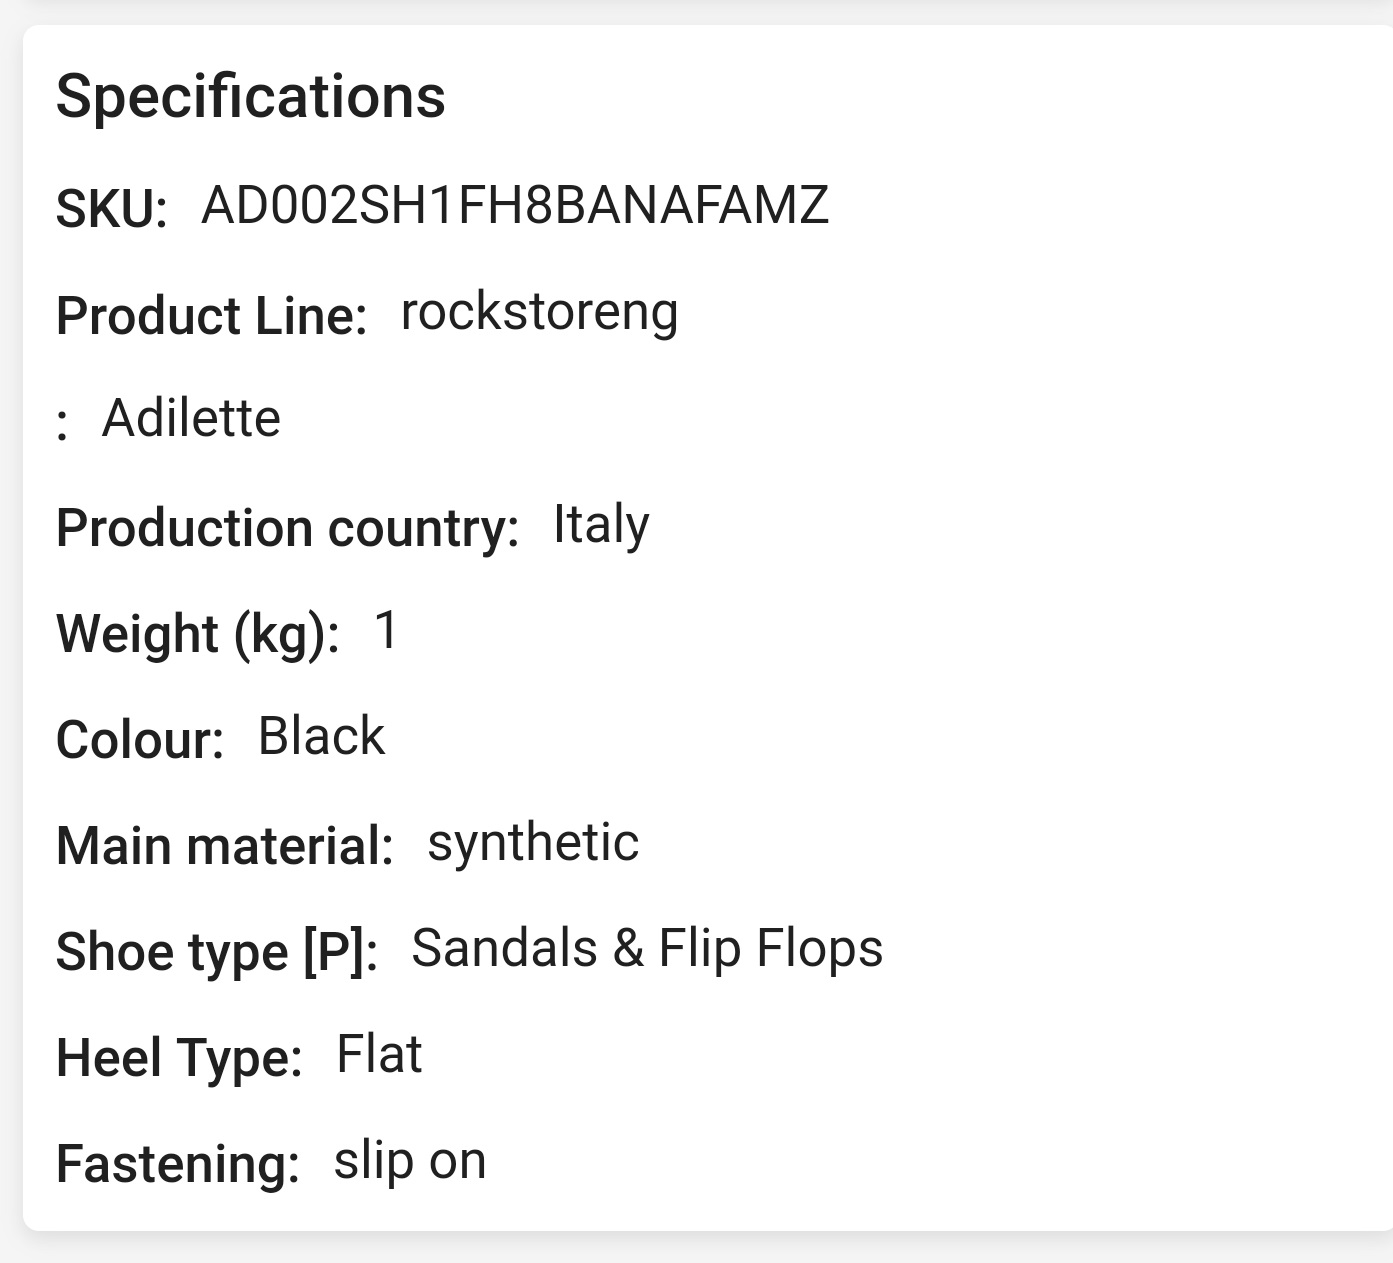 Specifications
SKU: AD002SH1FH8BANAFAMZ
Product Line: rockstoreng
: Adilette
Production country: Italy
Weight (kg): 1
Colour: Black
Main material: synthetic
Shoe type [P]: Sandals & Flip Flops
Heel Type: Flat
Fastening: slip on